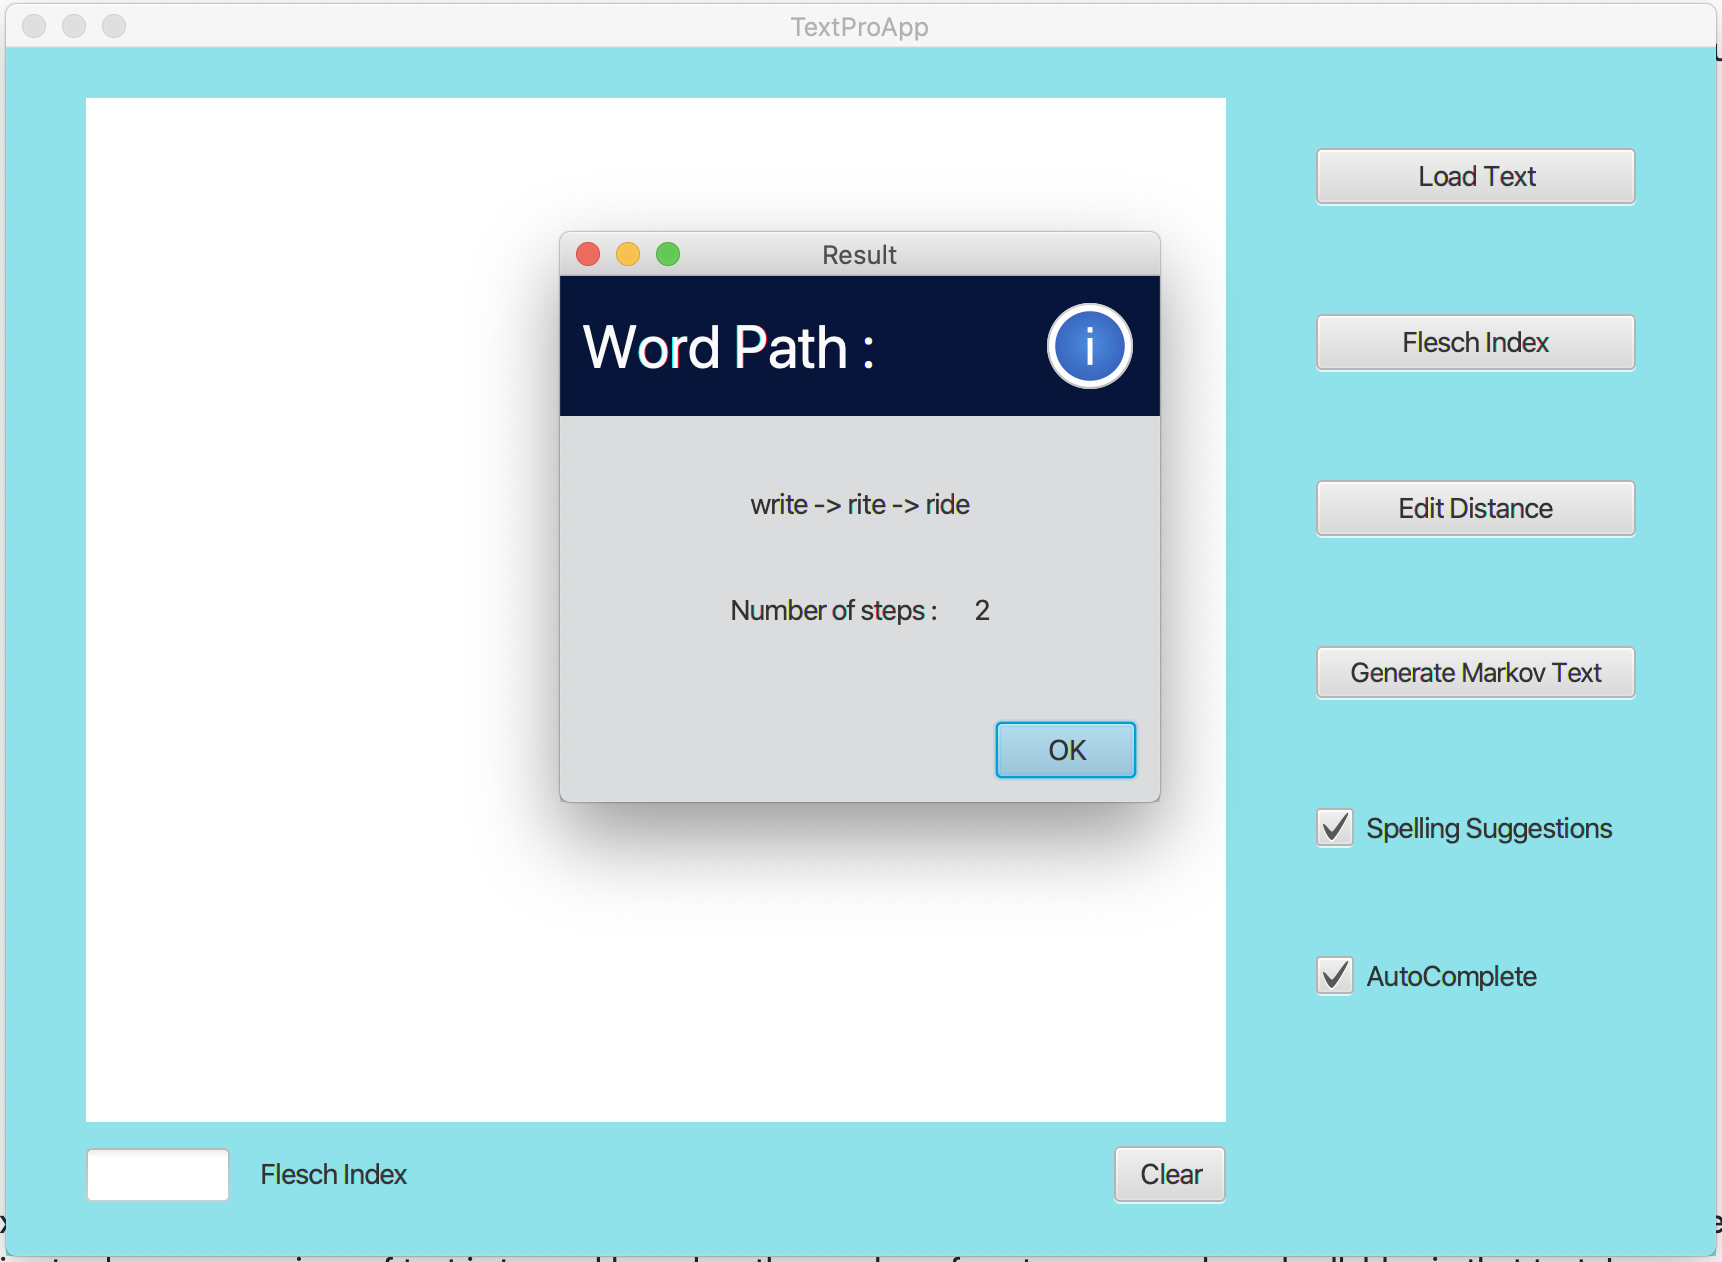 TextProApp
Load Text
Result
Word Path :
i
Flesch Index
write -> rite -> ride
Edit Distance
Number of steps : 2
Generate Markov Text
OK
Spelling Suggestions
AutoComplete
Flesch Index
Clear